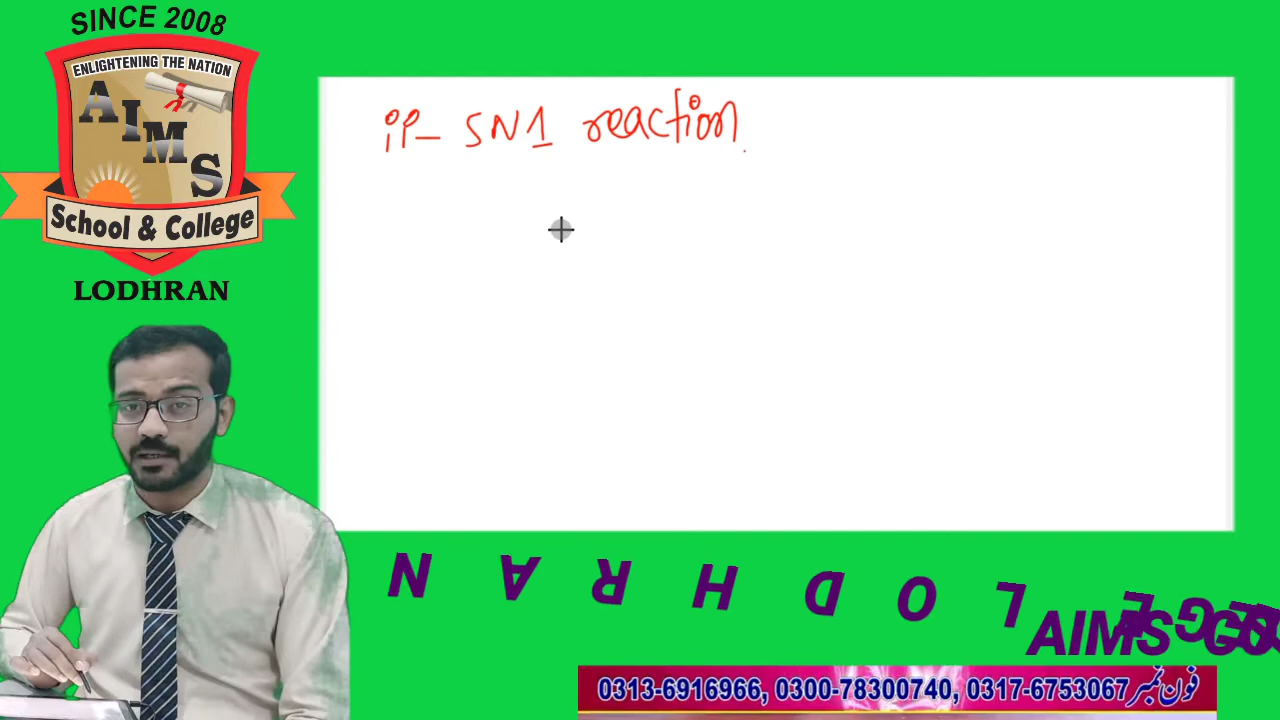 SINCE 2008
ENLIGHTENING THE NATION
AIMS
School & College
LODHRAN
ii- SN1 reaction
N A R H D O L
AIMS
0313-6916966, 0300-78300740, 0317-6753067 فون نمبر